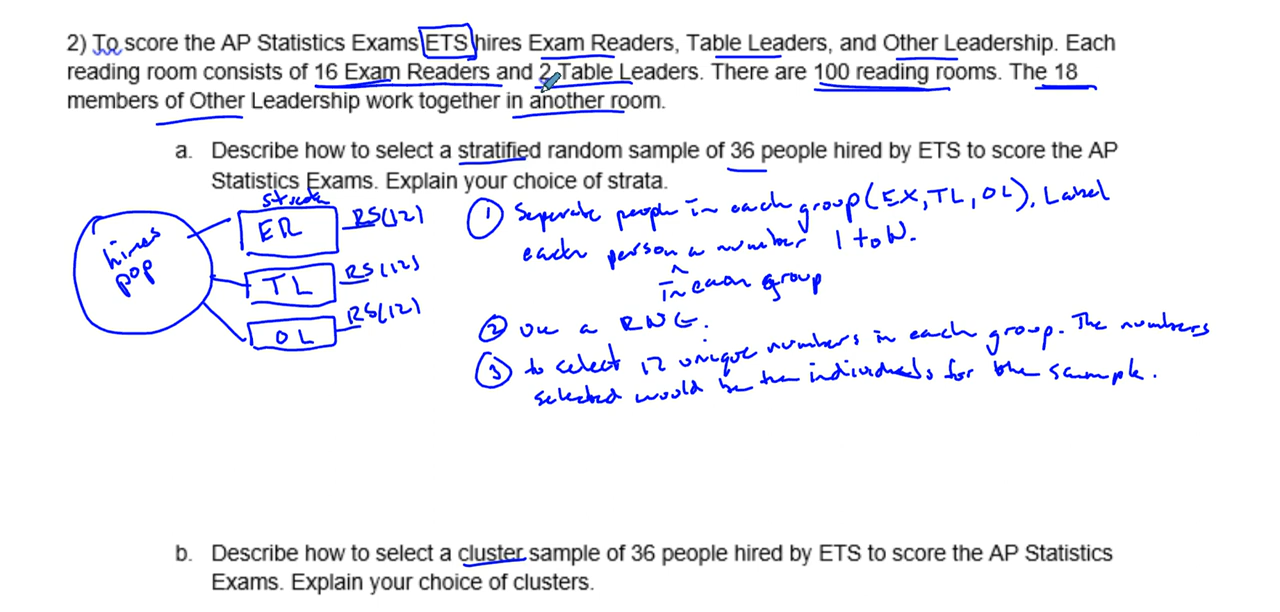 2) To score the AP Statistics Exams ETS hires Exam Readers, Table Leaders, and Other Leadership. Each
reading room consists of 16 Exam Readers and 2 Table Leaders. There are 100 reading rooms. The 18
members of Other Leadership work together in another room.
a. Describe how to select a stratified random sample of 36 people hired by ETS to score the AP
Statistics Exams. Explain your choice of strata.
hires
pop
strata
ER RS(12)
TL RS(12)
OL RS(12)
① Seperate people in each group (EX, TL, OL). Label
each person a number 1 to N.
^
in each group
② use a RNG.
③ to select 12 unique numbers in each group. The numbers
selected would be the individuals for the sample.
b. Describe how to select a cluster sample of 36 people hired by ETS to score the AP Statistics
Exams. Explain your choice of clusters.